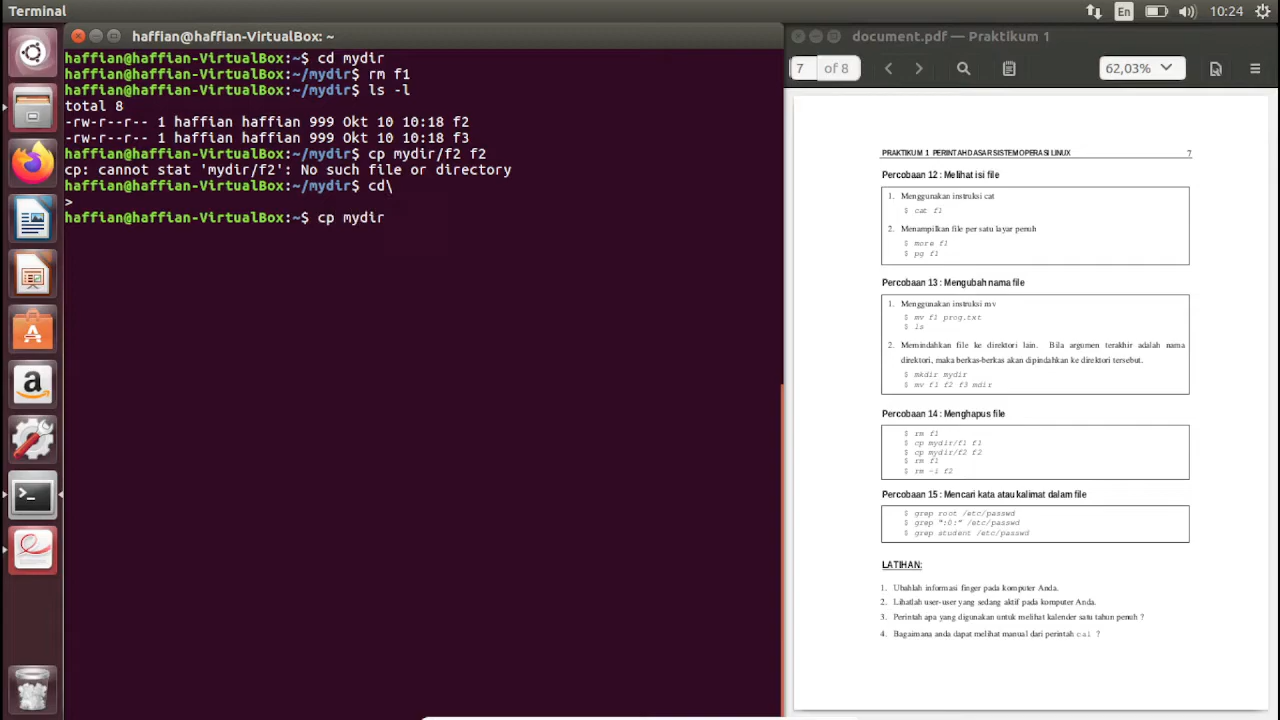 Terminal
En
10:24
haffian@haffian-VirtualBox: ~
haffian@haffian-VirtualBox:~$ cd mydir
haffian@haffian-VirtualBox:~/mydir$ rm f1
haffian@haffian-VirtualBox:~/mydir$ ls -l
total 8
-rw-r--r-- 1 haffian haffian 999 Okt 10 10:18 f2
-rw-r--r-- 1 haffian haffian 999 Okt 10 10:18 f3
haffian@haffian-VirtualBox:~/mydir$ cp mydir/f2 f2
cp: cannot stat 'mydir/f2': No such file or directory
haffian@haffian-VirtualBox:~/mydir$ cd\
>
haffian@haffian-VirtualBox:~$ cp mydir
document.pdf — Praktikum 1
7 of 8
62,03%
PRAKTIKUM 1 PERINTAH DASAR SISTEM OPERASI LINUX 7
Percobaan 12 : Melihat isi file
1. Menggunakan instruksi cat
$ cat f1
2. Menampilkan file per satu layar penuh
$ more f1
$ pg f1
Percobaan 13 : Mengubah nama file
1. Menggunakan instruksi mv
$ mv f1 prog.txt
$ ls
2. Memindahkan file ke direktori lain. Bila argumen terakhir adalah nama
direktori, maka berkas-berkas akan dipindahkan ke direktori tersebut.
$ mkdir mydir
$ mv f1 f2 f3 mdir
Percobaan 14 : Menghapus file
$ rm f1
$ cp mydir/f1 f1
$ cp mydir/f2 f2
$ rm f1
$ rm -i f2
Percobaan 15 : Mencari kata atau kalimat dalam file
$ grep root /etc/passwd
$ grep ":0:" /etc/passwd
$ grep student /etc/passwd
LATIHAN:
1. Ubahlah informasi finger pada komputer Anda.
2. Lihatlah user-user yang sedang aktif pada komputer Anda.
3. Perintah apa yang digunakan untuk melihat kalender satu tahun penuh ?
4. Bagaimana anda dapat melihat manual dari perintah cal ?